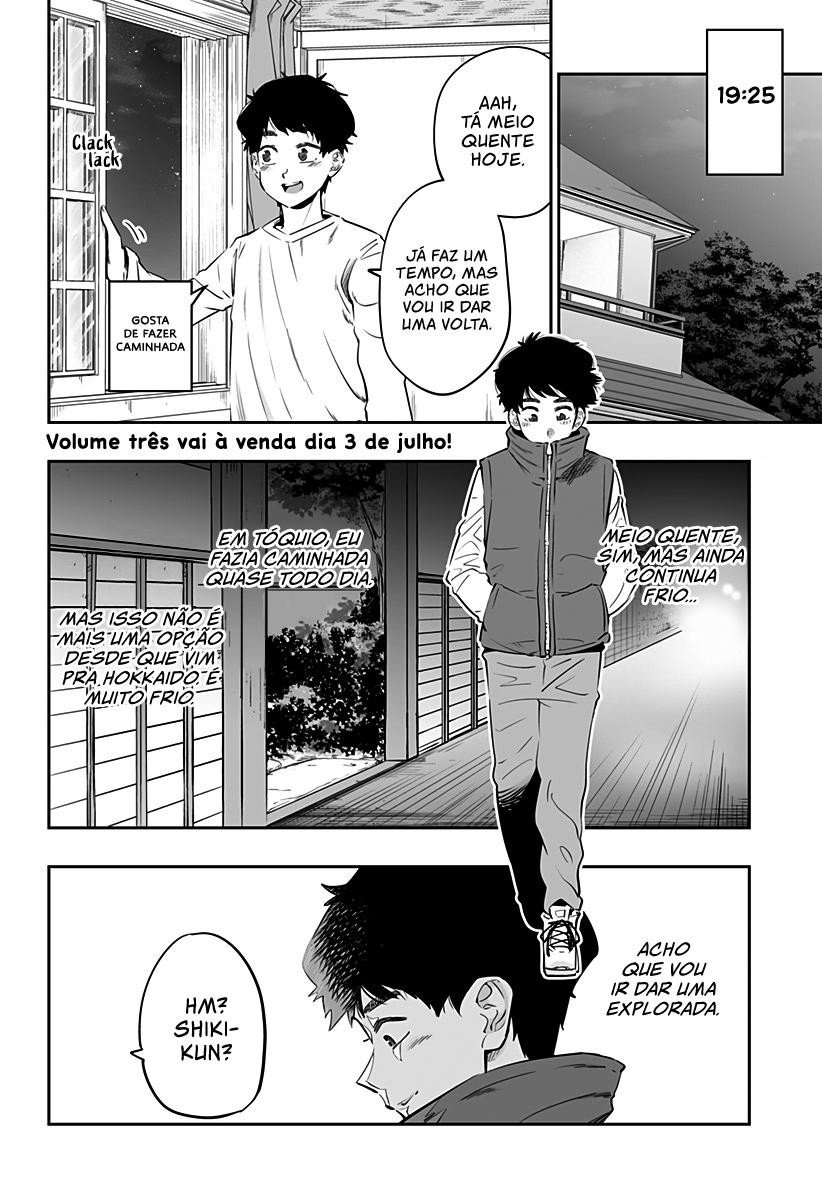 19:25
AAH,
TÁ MEIO
QUENTE
HOJE.
JÁ FAZ UM
TEMPO, MAS
ACHO QUE
VOU IR DAR
UMA VOLTA.
Clack
lack
GOSTA
DE FAZER
CAMINHADA
Volume três vai à venda dia 3 de julho!
MEIO QUENTE,
SIM, MAS AINDA
CONTINUA
FRIO...
EM TÓQUIO, EU
FAZIA CAMINHADA
QUASE TODO DIA,
MAS ISSO NÃO É
MAIS UMA OPÇÃO
DESDE QUE VIM
PRA HOKKAIDO É
MUITO FRIO.
ACHO
QUE VOU
IR DAR UMA
EXPLORADA.
HM?
SHIKI-
KUN?